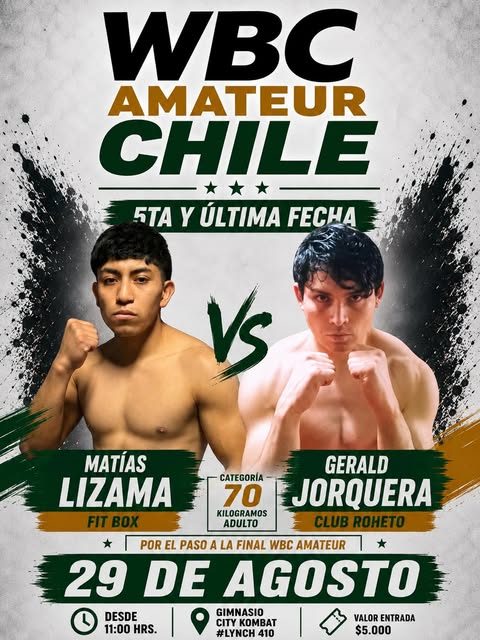 WBC
AMATEUR
CHILE
5TA Y ÚLTIMA FECHA
VS
MATÍAS
LIZAMA
FIT BOX
CATEGORÍA
70
KILOGRAMOS
ADULTO
GERALD
JORQUERA
CLUB ROHETO
POR EL PASO A LA FINAL WBC AMATEUR
29 DE AGOSTO
DESDE
11:00 HRS.
GIMNASIO
CITY KOMBAT
#LYNCH 410
VALOR ENTRADA
$5.000